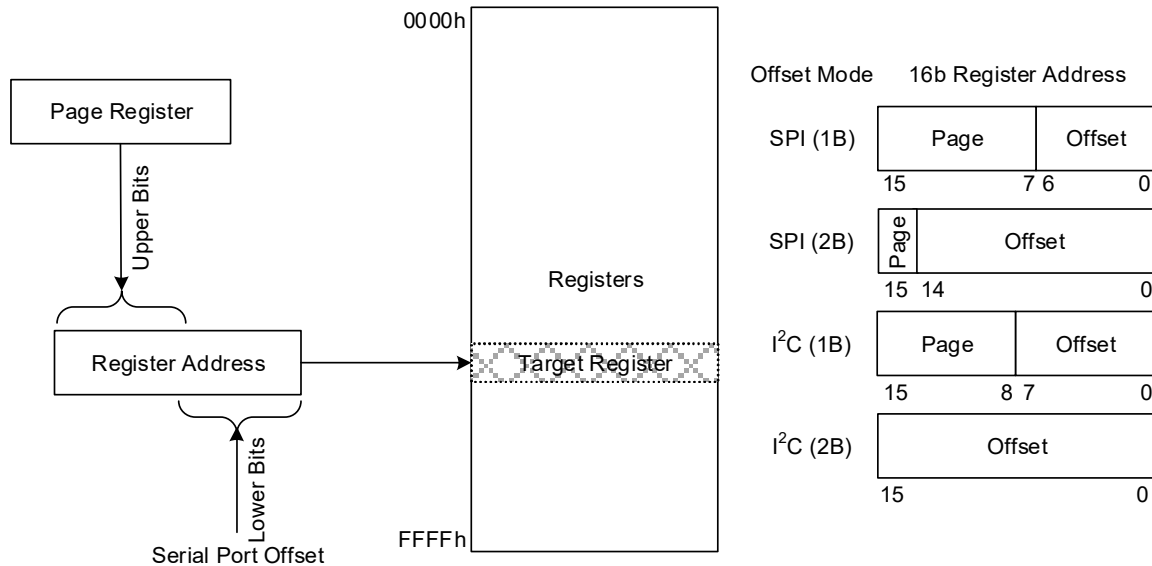 0000h
Page Register
Upper Bits
Register Address
Lower Bits
Serial Port Offset
Registers
Target Register
FFFFh
Offset Mode 16b Register Address
SPI (1B) Page Offset
15 7 6 0
SPI (2B) Page Offset
15 14 0
I²C (1B) Page Offset
15 8 7 0
I²C (2B) Offset
15 0